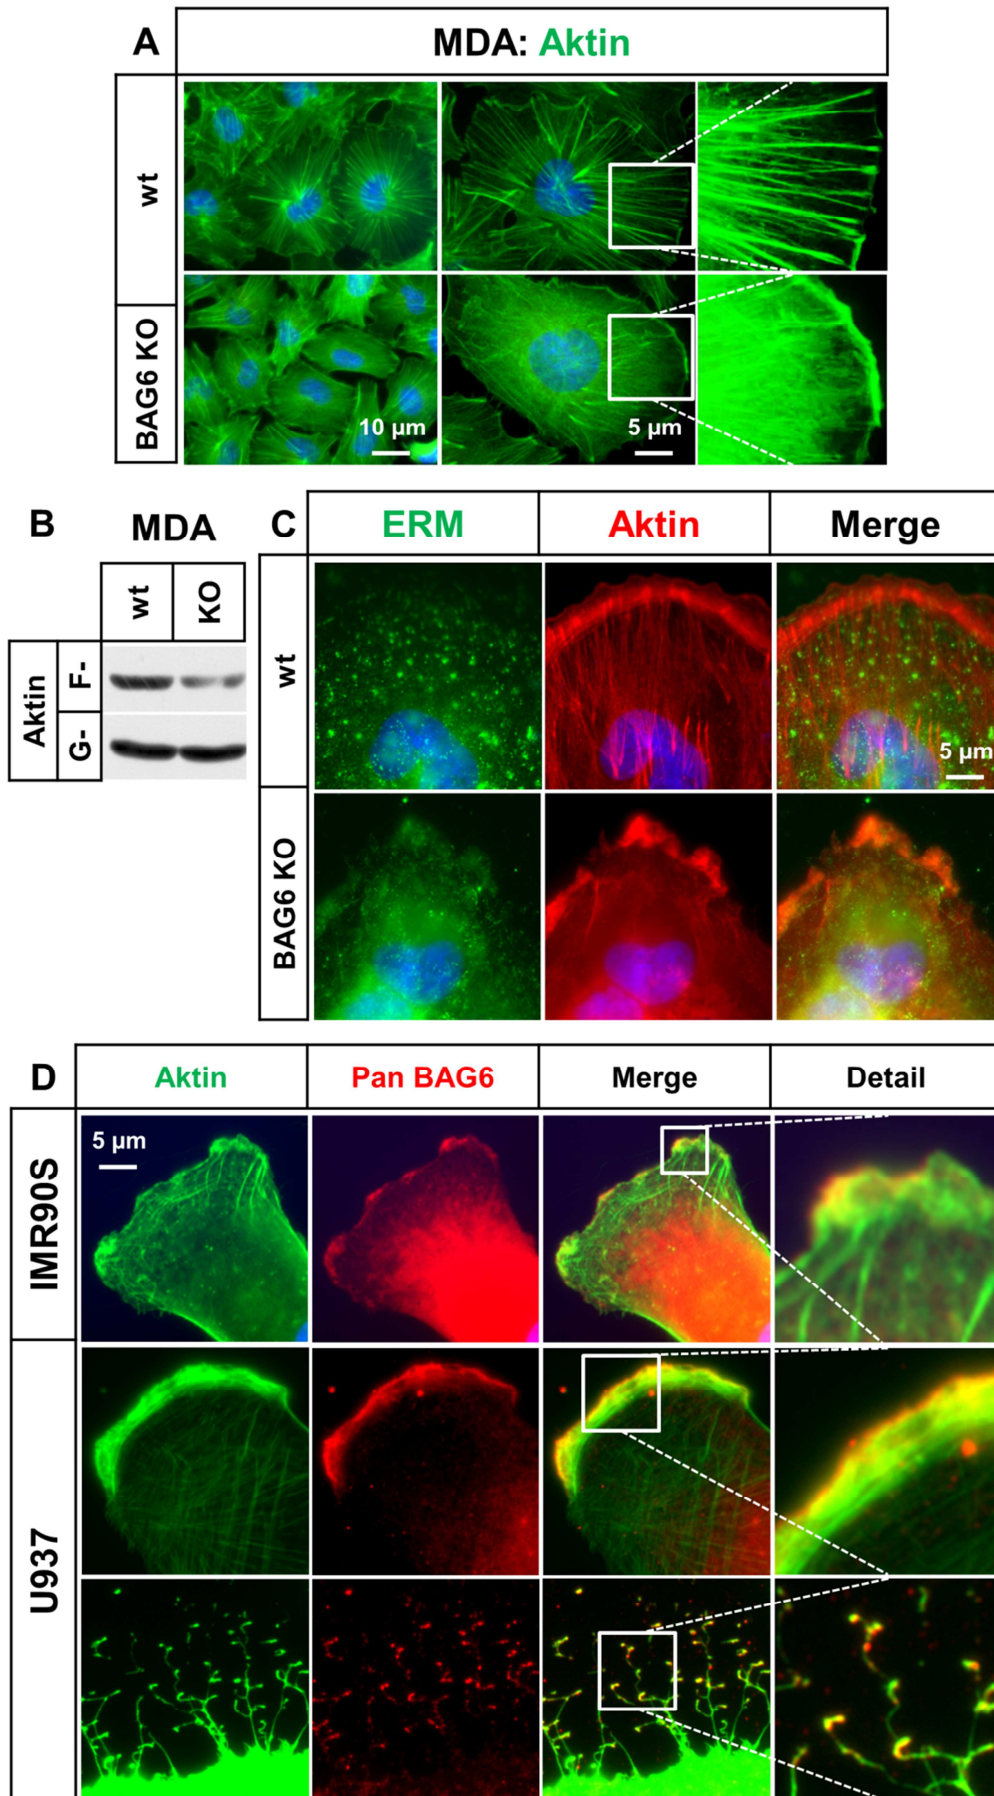 A
MDA: Aktin
wt
BAG6 KO
10 µm
5 µm
B
MDA
wt
KO
Aktin
F-
G-
C
ERM
Aktin
Merge
wt
5 µm
BAG6 KO
D
Aktin
Pan BAG6
Merge
Detail
IMR90S
5 µm
U937